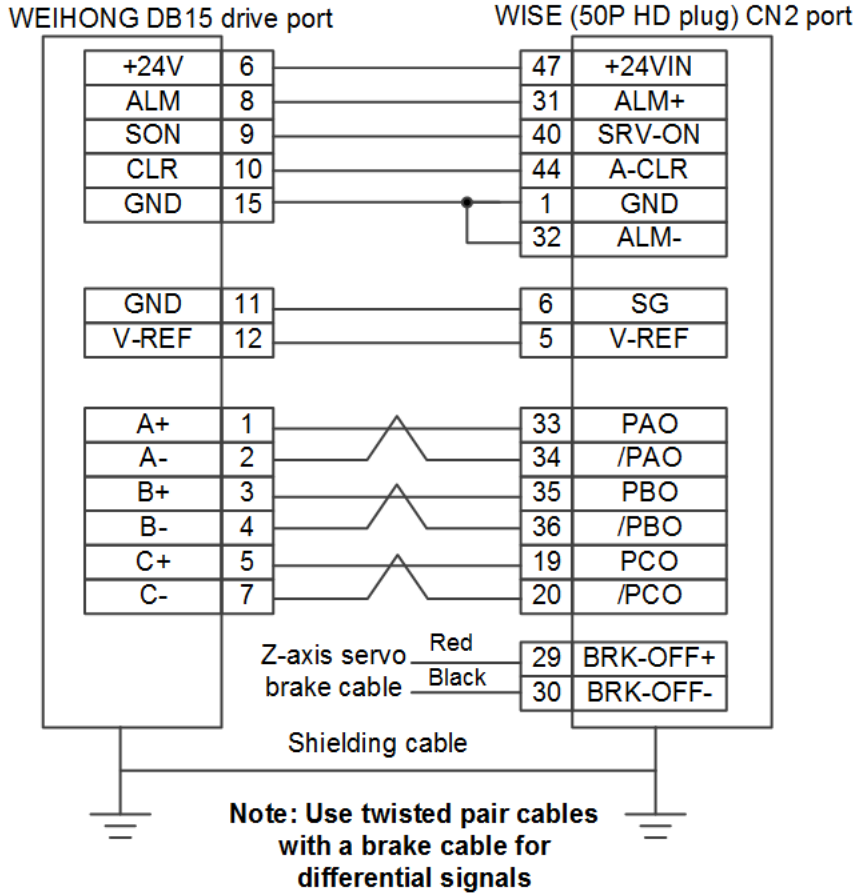 WEIHONG DB15 drive port WISE (50P HD plug) CN2 port
+24V 6 47 +24VIN
ALM 8 31 ALM+
SON 9 40 SRV-ON
CLR 10 44 A-CLR
GND 15 1 GND
32 ALM-
GND 11 6 SG
V-REF 12 5 V-REF
A+ 1 33 PAO
A- 2 34 /PAO
B+ 3 35 PBO
B- 4 36 /PBO
C+ 5 19 PCO
C- 7 20 /PCO
Z-axis servo Red 29 BRK-OFF+
brake cable Black 30 BRK-OFF-
Shielding cable
Note: Use twisted pair cables
with a brake cable for
differential signals